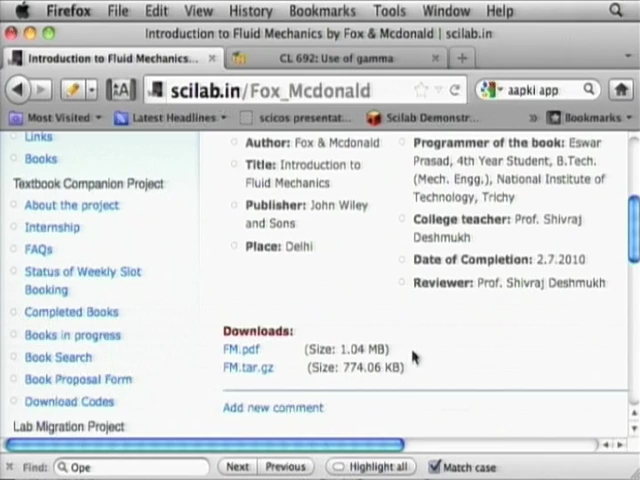 Firefox File Edit View History Bookmarks Tools Window Help
Introduction to Fluid Mechanics by Fox & Mcdonald | scilab.in
Introduction to Fluid Mechanics... CL 692: Use of gamma
scilab.in/Fox_Mcdonald aapki app
Most Visited Latest Headlines scicos presentat... Scilab Demonstr... Bookmarks
Links
Books
Textbook Companion Project
About the project
Internship
FAQs
Status of Weekly Slot
Booking
Completed Books
Books in progress
Book Search
Book Proposal Form
Download Codes
Lab Migration Project
Author: Fox & Mcdonald
Title: Introduction to
Fluid Mechanics
Publisher: John Wiley
and Sons
Place: Delhi
Programmer of the book: Eswar
Prasad, 4th Year Student, B.Tech.
(Mech. Engg.), National Institute of
Technology, Trichy
College teacher: Prof. Shivraj
Deshmukh
Date of Completion: 2.7.2010
Reviewer: Prof. Shivraj Deshmukh
Downloads:
FM.pdf (Size: 1.04 MB)
FM.tar.gz (Size: 774.06 KB)
Add new comment
Find: Ope Next Previous Highlight all Match case